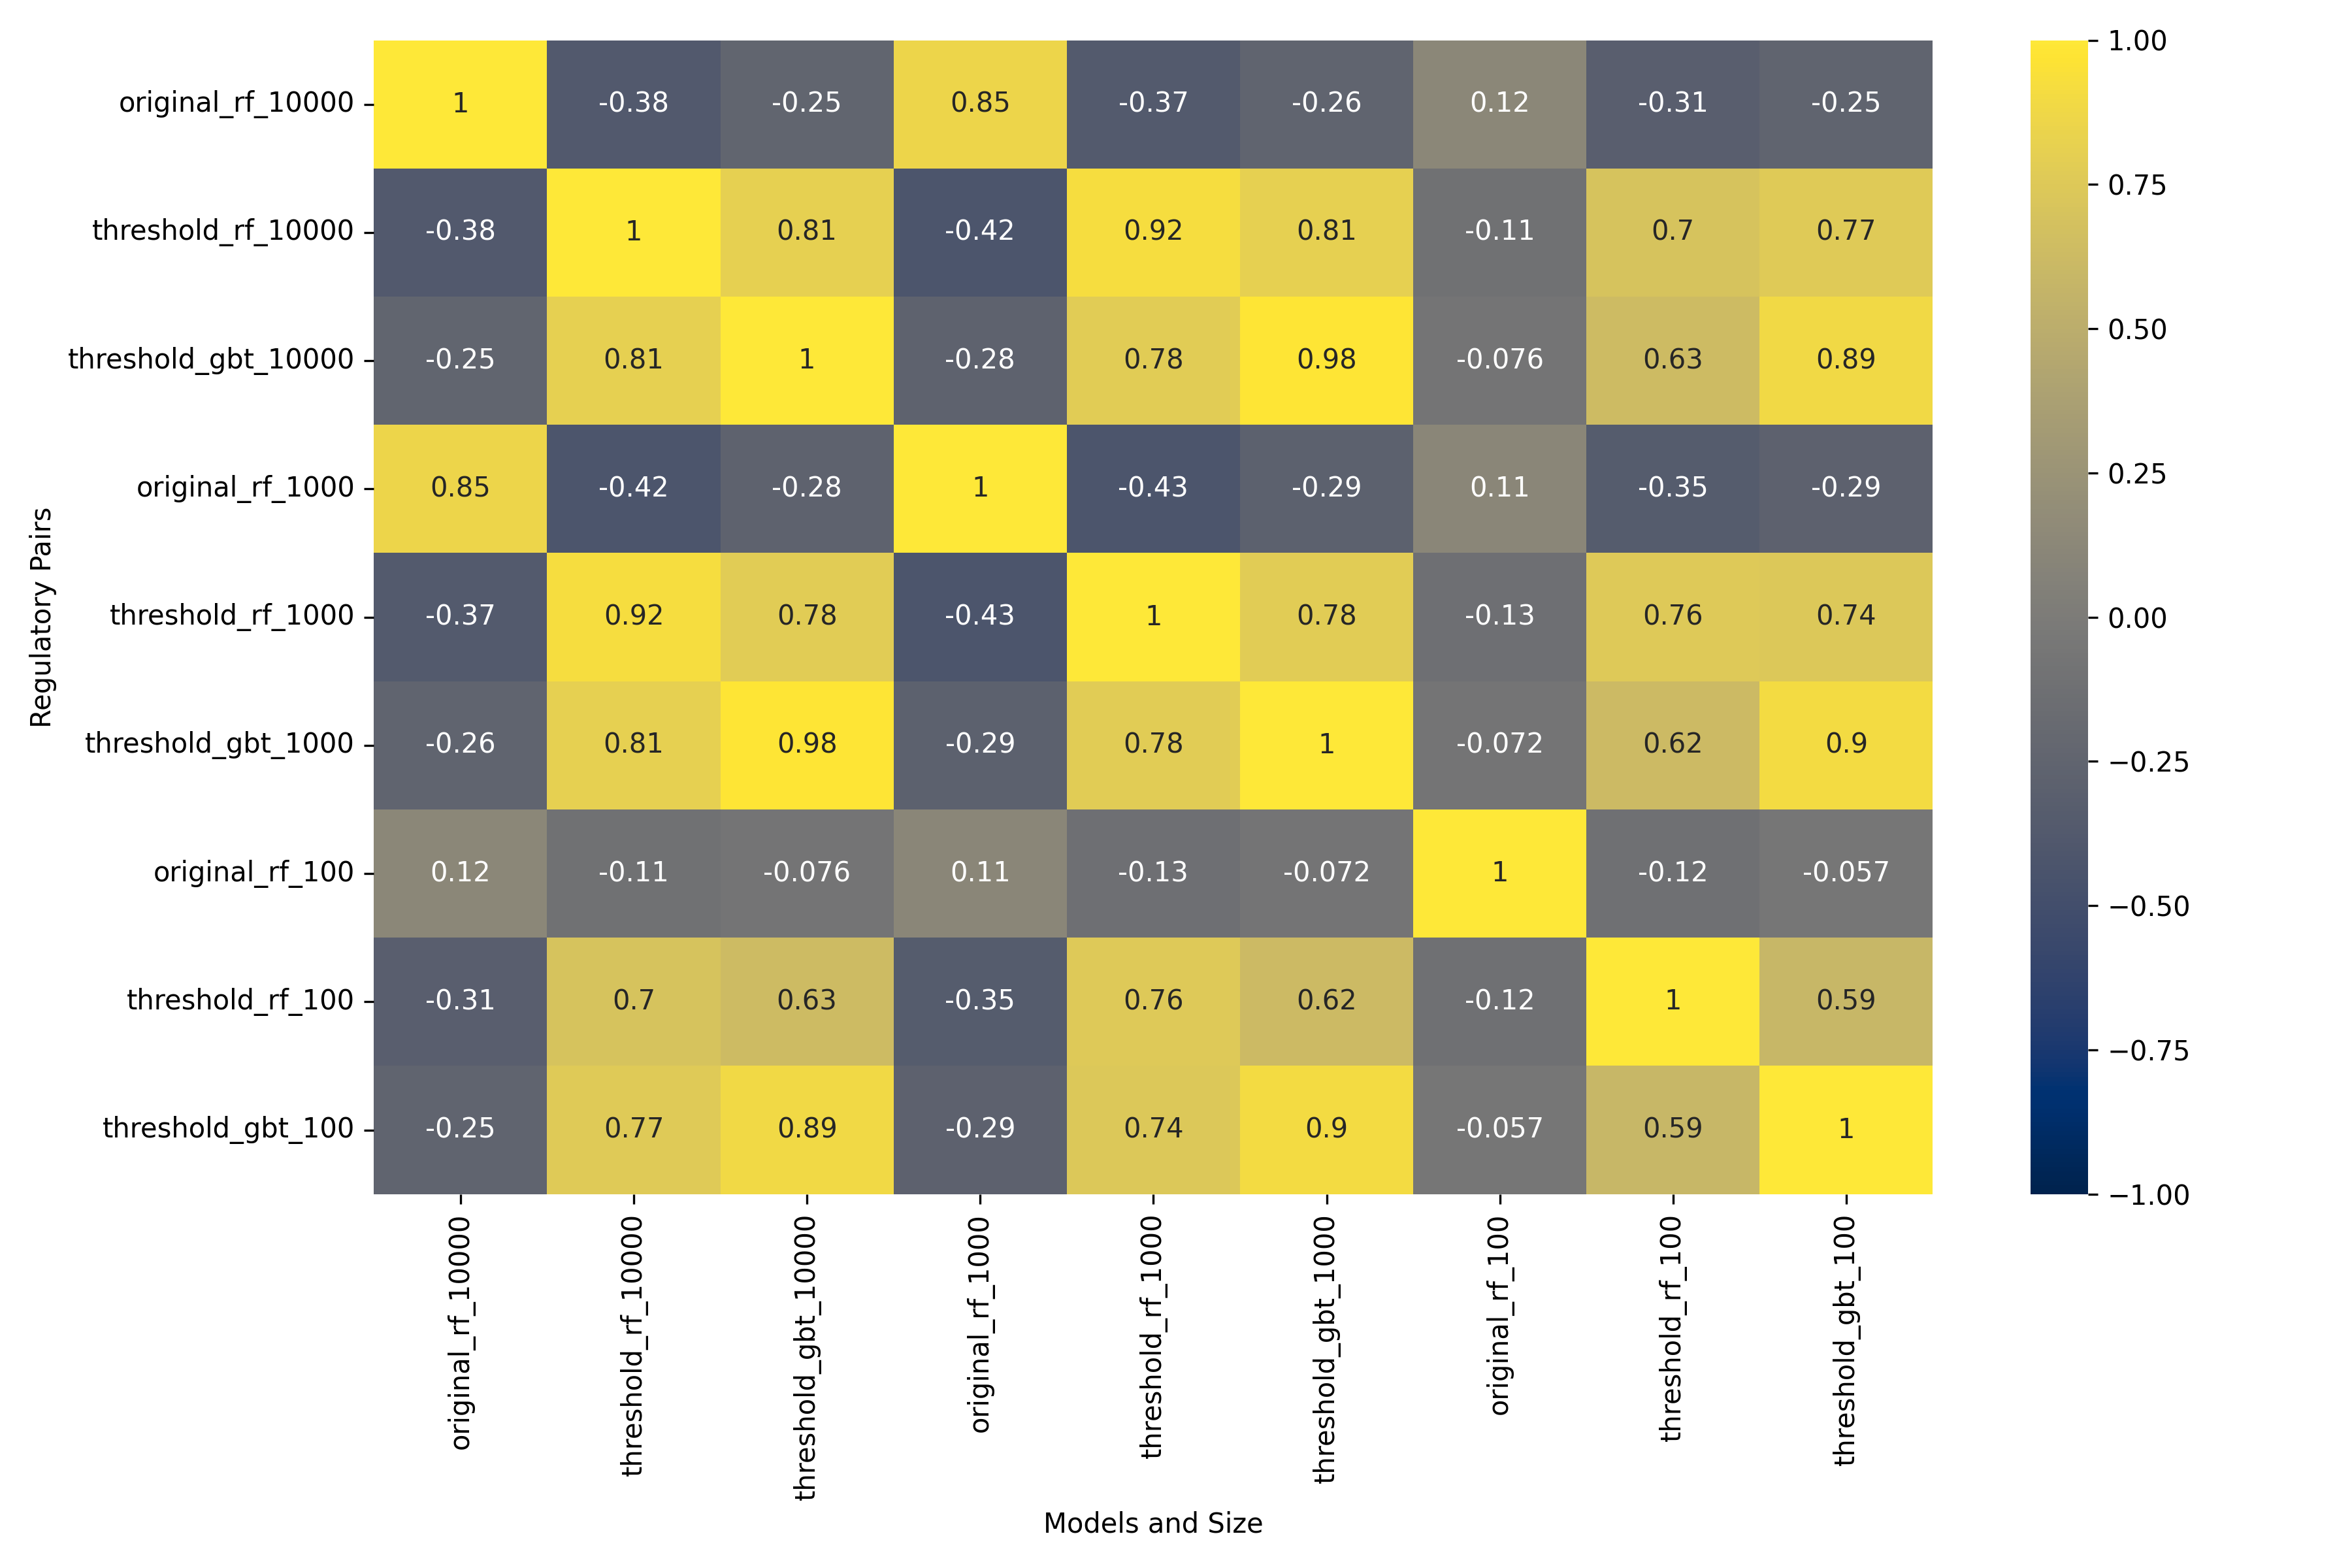 original_rf_10000 1 -0.38 -0.25 0.85 -0.37 -0.26 0.12 -0.31 -0.25
threshold_rf_10000 -0.38 1 0.81 -0.42 0.92 0.81 -0.11 0.7 0.77
threshold_gbt_10000 -0.25 0.81 1 -0.28 0.78 0.98 -0.076 0.63 0.89
original_rf_1000 0.85 -0.42 -0.28 1 -0.43 -0.29 0.11 -0.35 -0.29
threshold_rf_1000 -0.37 0.92 0.78 -0.43 1 0.78 -0.13 0.76 0.74
threshold_gbt_1000 -0.26 0.81 0.98 -0.29 0.78 1 -0.072 0.62 0.9
original_rf_100 0.12 -0.11 -0.076 0.11 -0.13 -0.072 1 -0.12 -0.057
threshold_rf_100 -0.31 0.7 0.63 -0.35 0.76 0.62 -0.12 1 0.59
threshold_gbt_100 -0.25 0.77 0.89 -0.29 0.74 0.9 -0.057 0.59 1
Regulatory Pairs
original_rf_10000
threshold_rf_10000
threshold_gbt_10000
original_rf_1000
threshold_rf_1000
threshold_gbt_1000
original_rf_100
threshold_rf_100
threshold_gbt_100
Models and Size
1.00
0.75
0.50
0.25
0.00
−0.25
−0.50
−0.75
−1.00